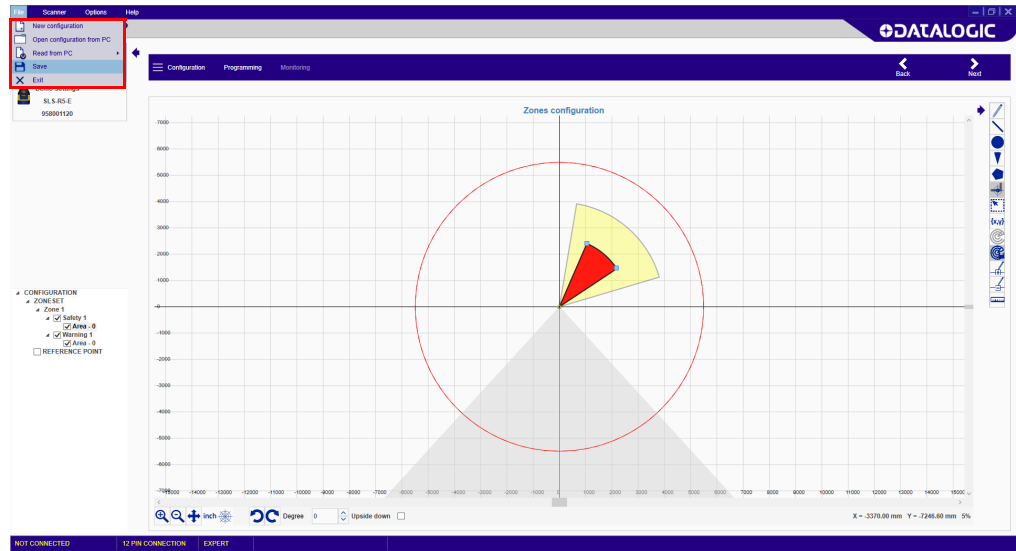 File Scanner Options Help
DATALOGIC
New configuration
Open configuration from PC
Read from PC
Save
Exit
SLS-R5-E
958001120
Configuration Programming Monitoring
Back Next
Zones configuration
7000
6000
5000
4000
3000
2000
1000
0
-1000
-2000
-3000
-4000
-5000
-6000
-14000 -13000 -12000 -11000 -10000 -9000 -8000 -7000 -6000 -5000 -4000 -3000 -2000 -1000 0 1000 2000 3000 4000 5000 6000 7000 8000 9000 10000 11000 12000 13000 14000
{x,y}
CONFIGURATION
ZONESET
Zone 1
Safety 1
Area - 0
Warning 1
Area - 0
REFERENCE POINT
inch Degree 0 Upside down X = -3370.00 mm Y = -7246.60 mm 5%
NOT CONNECTED 12 PIN CONNECTION EXPERT